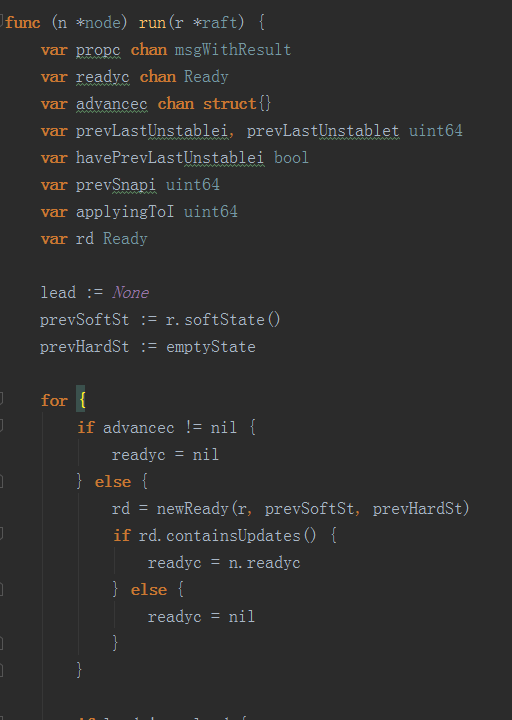 func (n *node) run(r *raft) {
    var propc chan msgWithResult
    var readyc chan Ready
    var advancec chan struct{}
    var prevLastUnstablei, prevLastUnstablet uint64
    var havePrevLastUnstablei bool
    var prevSnapi uint64
    var applyingToI uint64
    var rd Ready

    lead := None
    prevSoftSt := r.softState()
    prevHardSt := emptyState

    for {
        if advancec != nil {
            readyc = nil
        } else {
            rd = newReady(r, prevSoftSt, prevHardSt)
            if rd.containsUpdates() {
                readyc = n.readyc
            } else {
                readyc = nil
            }
        }